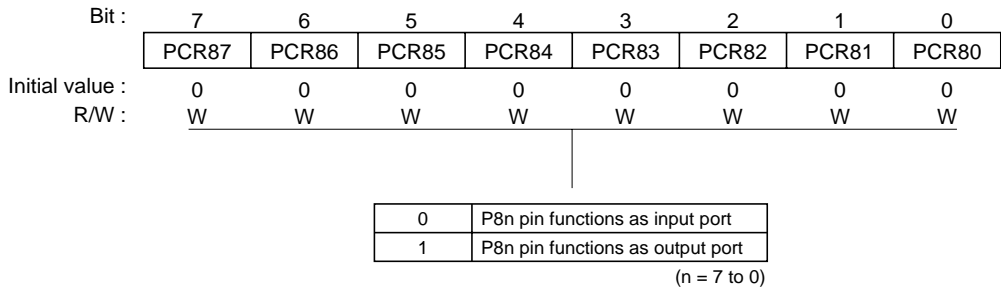 Bit : 7 6 5 4 3 2 1 0
PCR87 PCR86 PCR85 PCR84 PCR83 PCR82 PCR81 PCR80
Initial value : 0 0 0 0 0 0 0 0
R/W : W W W W W W W W
0 P8n pin functions as input port
1 P8n pin functions as output port
(n = 7 to 0)